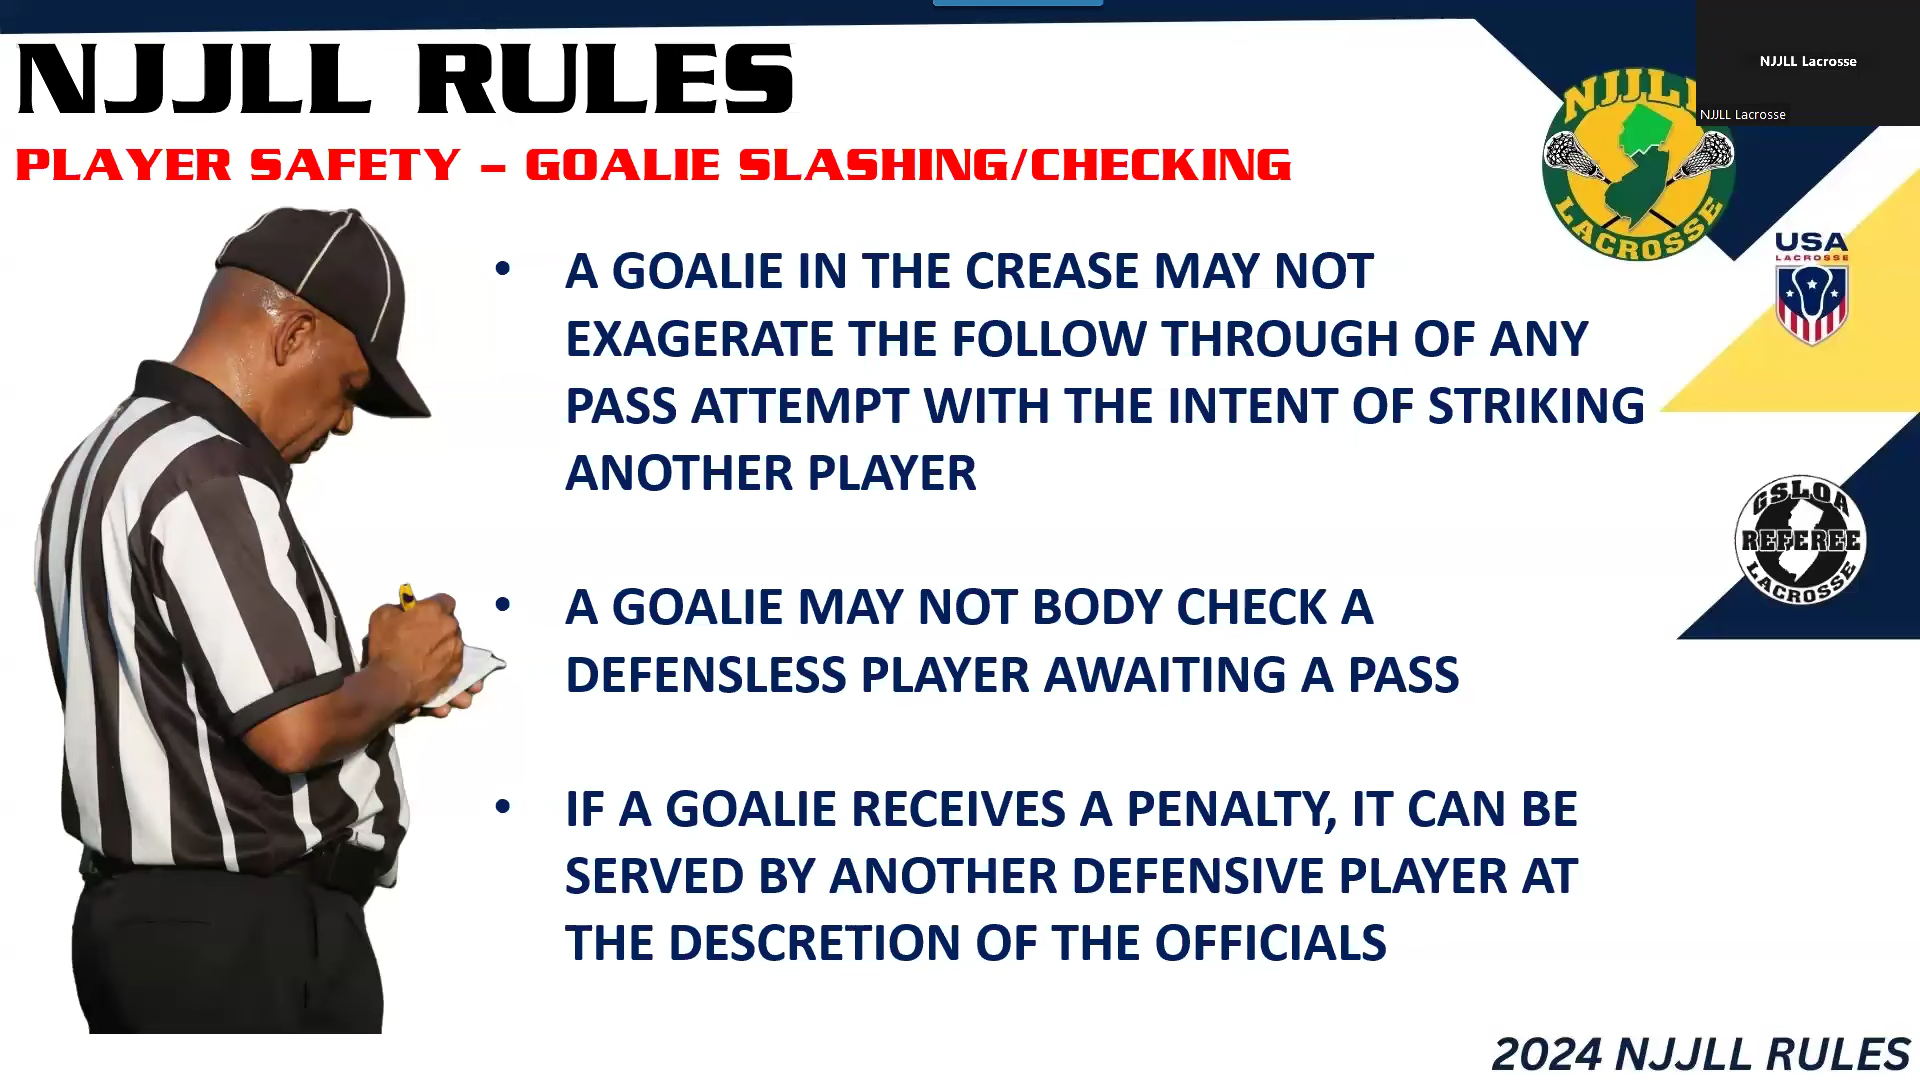 NJJLL RULES
PLAYER SAFETY – GOALIE SLASHING/CHECKING
• A GOALIE IN THE CREASE MAY NOT
EXAGERATE THE FOLLOW THROUGH OF ANY
PASS ATTEMPT WITH THE INTENT OF STRIKING
ANOTHER PLAYER
• A GOALIE MAY NOT BODY CHECK A
DEFENSLESS PLAYER AWAITING A PASS
• IF A GOALIE RECEIVES A PENALTY, IT CAN BE
SERVED BY ANOTHER DEFENSIVE PLAYER AT
THE DESCRETION OF THE OFFICIALS
NJJLL
LACROSSE
NJJLL Lacrosse
NJJLL Lacrosse
USA
LACROSSE
GSLOA
REFEREE
LACROSSE
2024 NJJLL RULES